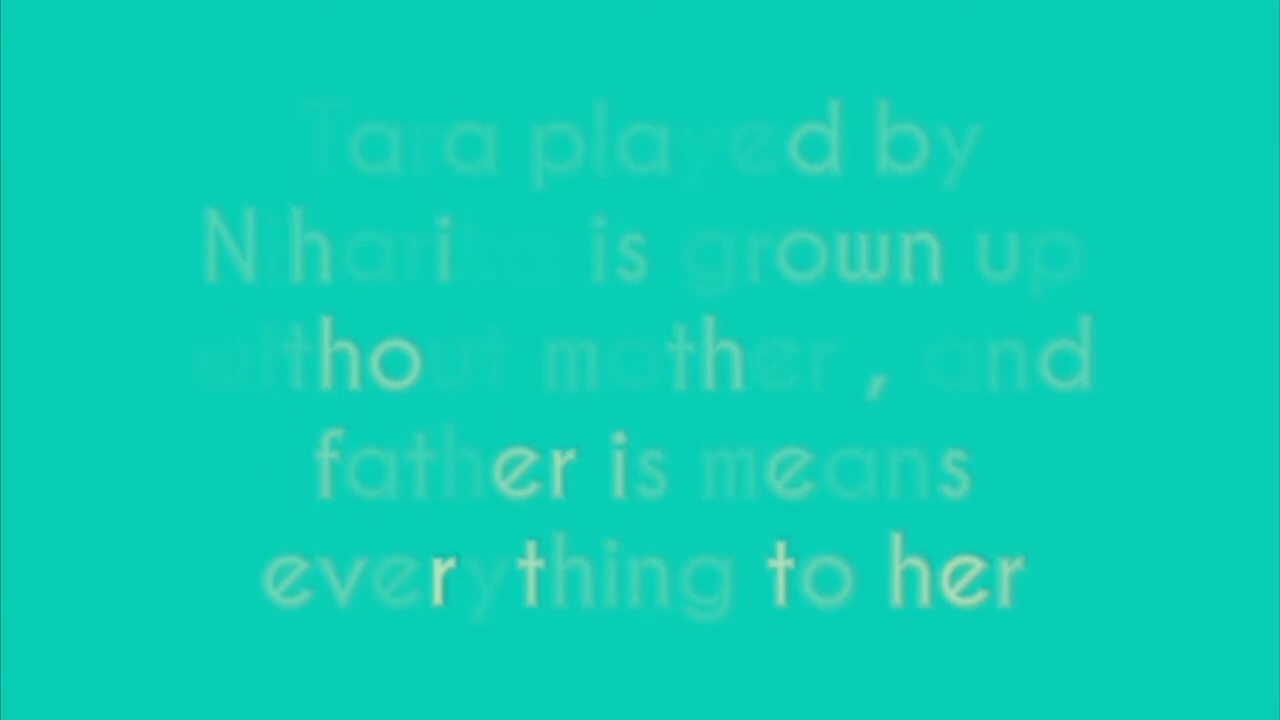 Tara played by
Niharika is grown up
without mother , and
father is means
everything to her